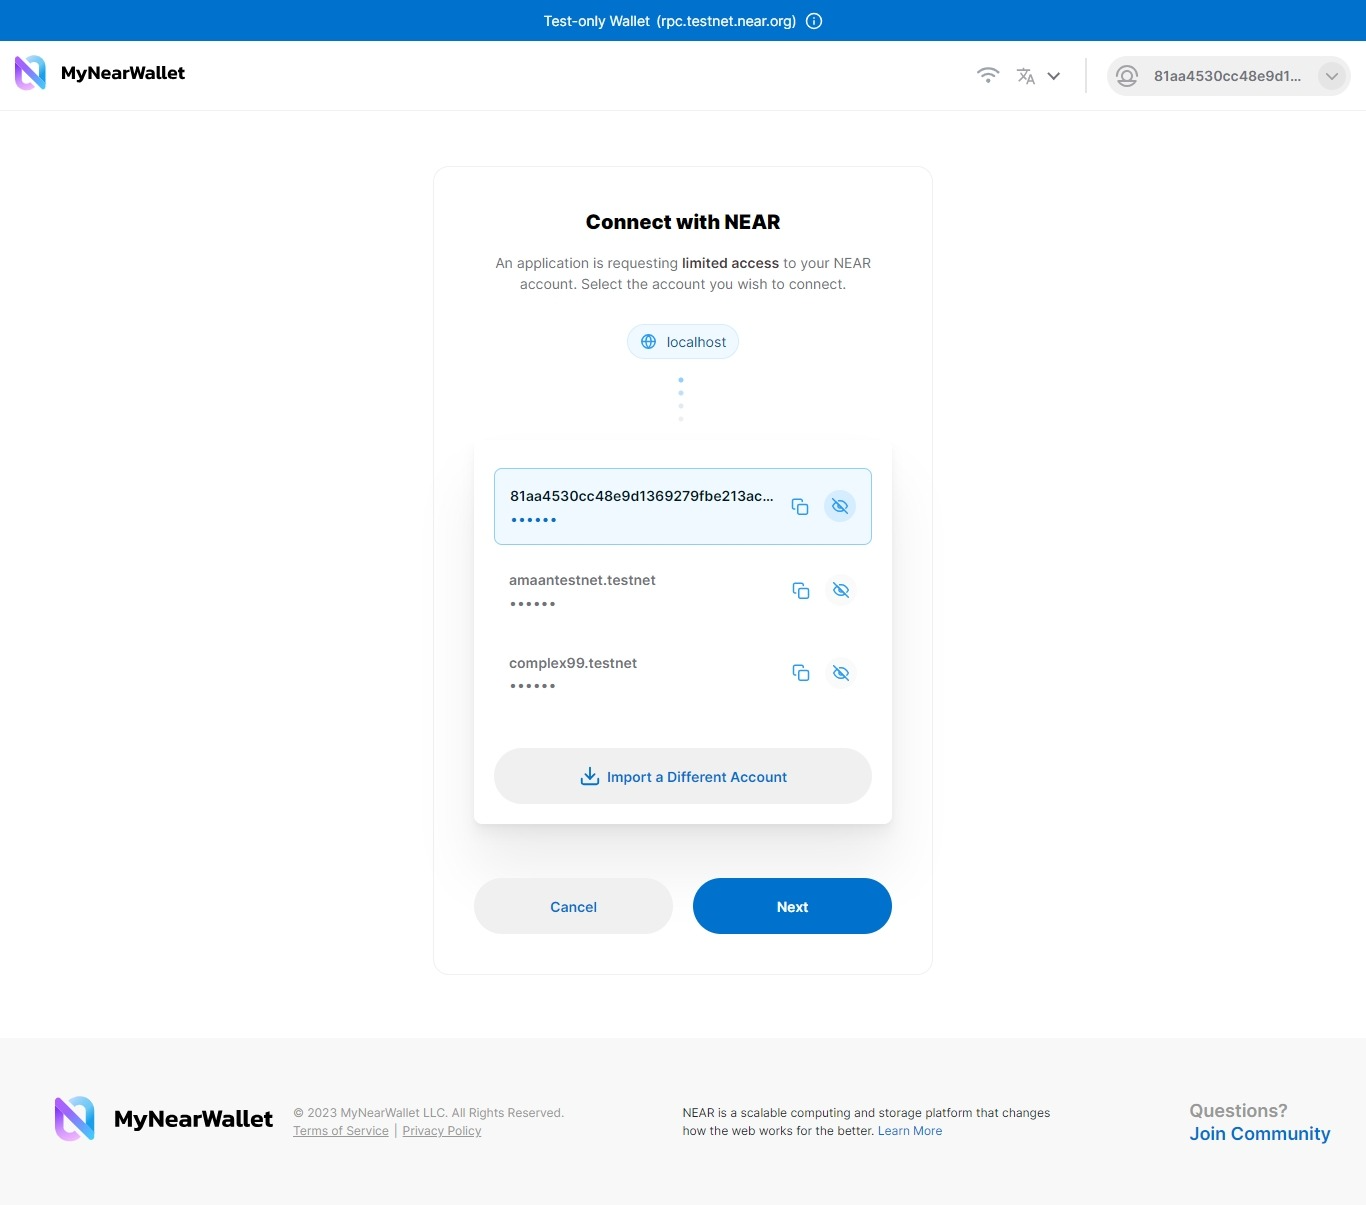 Test-only Wallet (rpc.testnet.near.org)
MyNearWallet
81aa4530cc48e9d1...
Connect with NEAR
An application is requesting limited access to your NEAR
account. Select the account you wish to connect.
localhost
81aa4530cc48e9d1369279fbe213ac...
••••••
amaantestnet.testnet
••••••
complex99.testnet
••••••
Import a Different Account
Cancel
Next
MyNearWallet
© 2023 MyNearWallet LLC. All Rights Reserved.
Terms of Service | Privacy Policy
NEAR is a scalable computing and storage platform that changes
how the web works for the better. Learn More
Questions?
Join Community